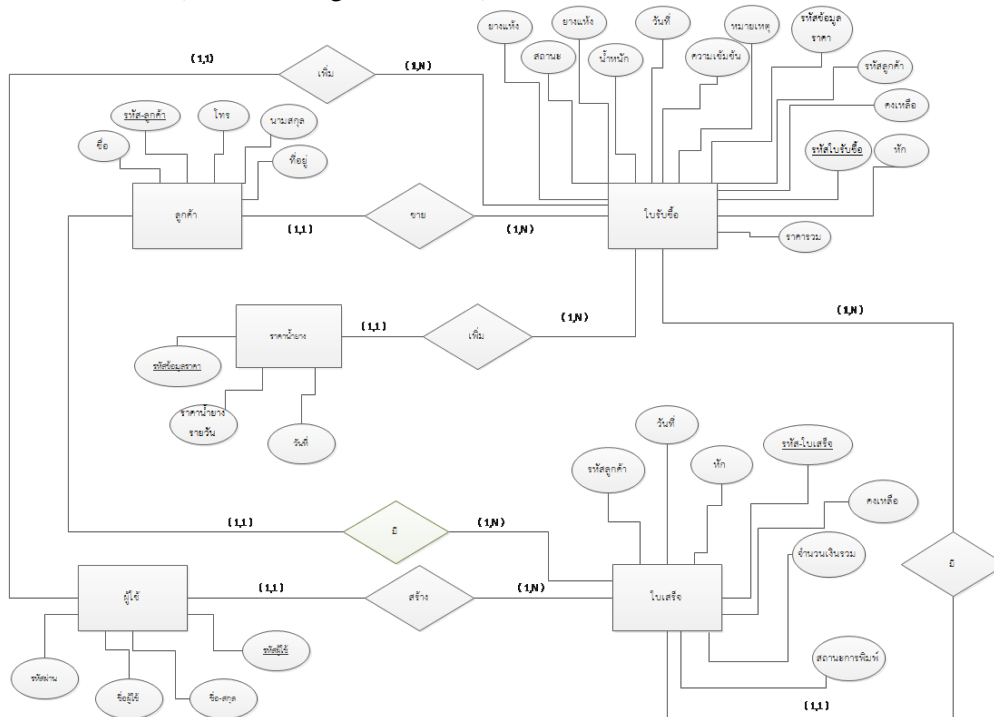 (1,1)
เพิ่ม
(1,N)
ยางแห้ง
ยางแห้ง
วันที่
หมายเหตุ
รหัสข้อมูล
ราคา
สถานะ
น้ำหนัก
ความเข้มข้น
รหัสลูกค้า
คงเหลือ
รหัสใบรับซื้อ
หัก
ราคารวม
รหัส-ลูกค้า
โทร
นามสกุล
ชื่อ
ที่อยู่
ลูกค้า
(1,1)
ขาย
(1,N)
ใบรับซื้อ
ราคาน้ำยาง
(1,1)
เพิ่ม
(1,N)
(1,N)
รหัสข้อมูลราคา
ราคาน้ำยาง
รายวัน
วันที่
วันที่
รหัส-ใบเสร็จ
รหัสลูกค้า
หัก
คงเหลือ
(1,1)
มี
(1,N)
จำนวนเงินรวม
มี
ผู้ใช้
(1,1)
สร้าง
(1,N)
ใบเสร็จ
รหัสผู้ใช้
รหัสผ่าน
ชื่อผู้ใช้
ชื่อ-สกุล
สถานะการพิมพ์
(1,1)